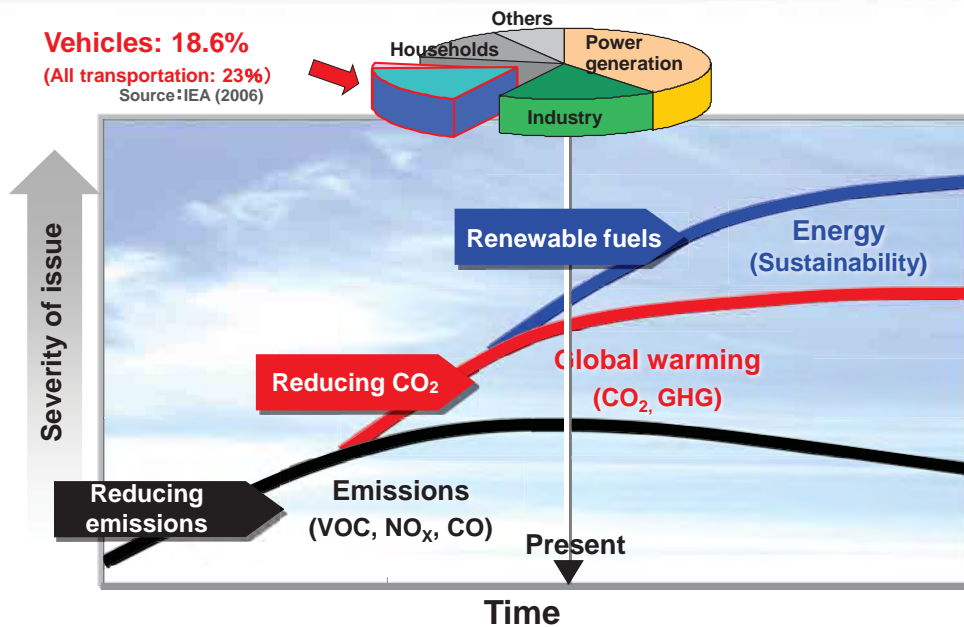 Others
Vehicles: 18.6%
Households
Power
generation
(All transportation: 23%)
Source:IEA (2006)
Industry
Severity of issue
Renewable fuels
Energy
(Sustainability)
Reducing CO₂
Global warming
(CO₂, GHG)
Reducing
emissions
Emissions
(VOC, NOₓ, CO)
Present
Time